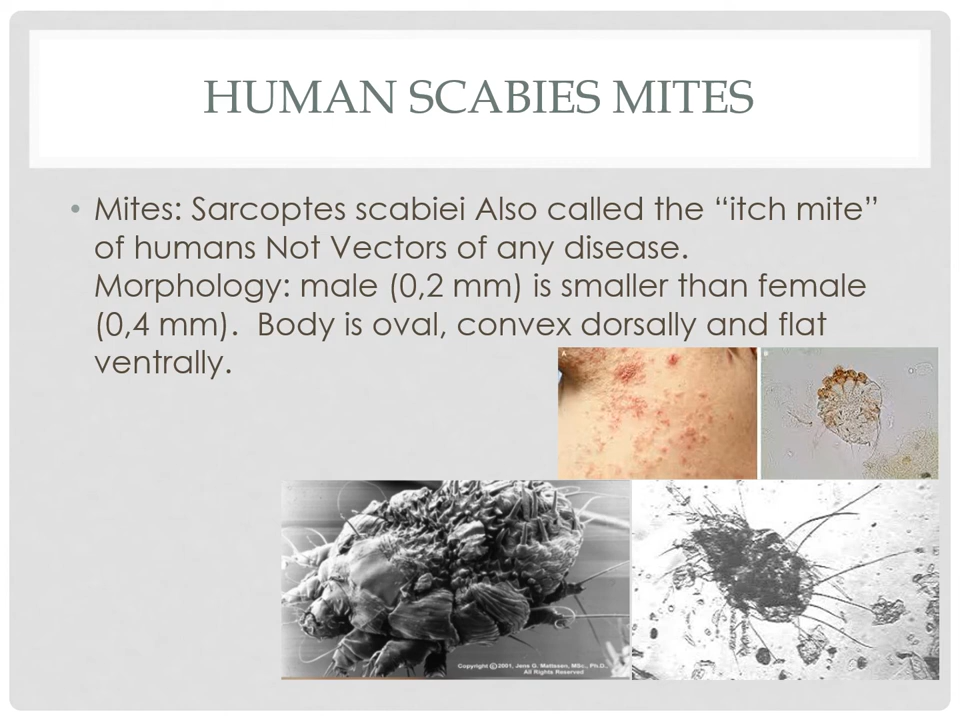 HUMAN SCABIES MITES
• Mites: Sarcoptes scabiei Also called the “itch mite”
of humans Not Vectors of any disease.
Morphology: male (0,2 mm) is smaller than female
(0,4 mm).  Body is oval, convex dorsally and flat
ventrally.
A
B
Copyright ©2001, Jens G. Mattsson, MSc., Ph.D.,
All Rights Reserved